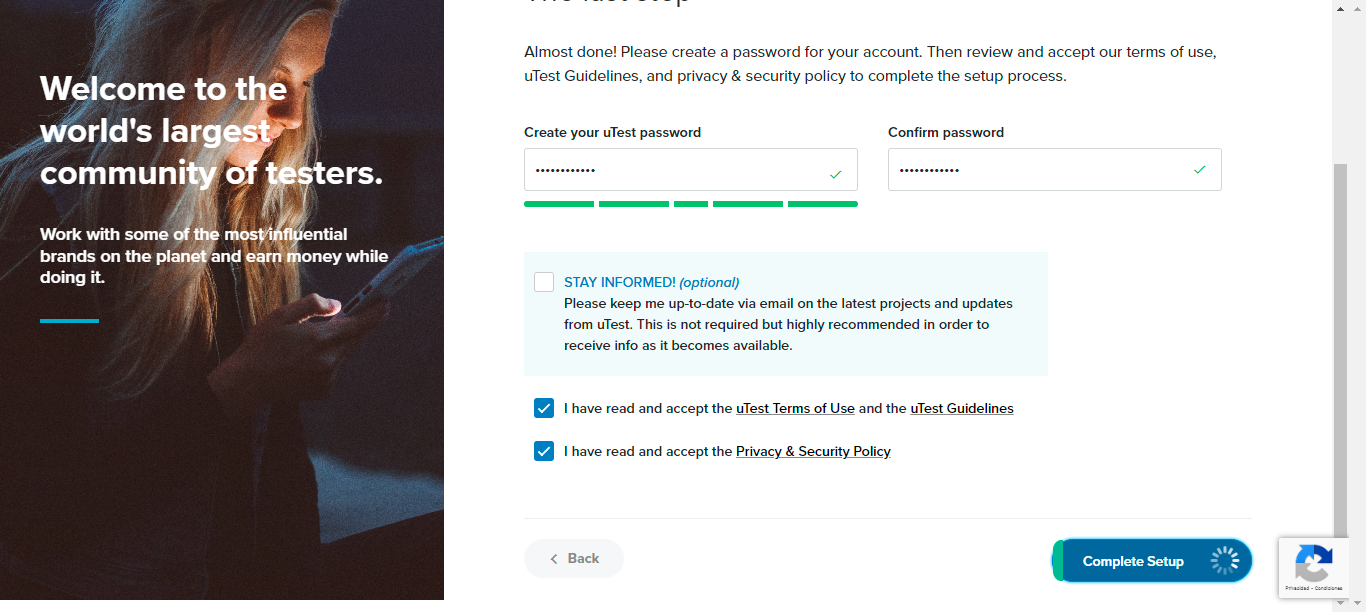 Welcome to the
world's largest
community of testers.
Work with some of the most influential
brands on the planet and earn money while
doing it.
The last step
Almost done! Please create a password for your account. Then review and accept our terms of use,
uTest Guidelines, and privacy & security policy to complete the setup process.
Create your uTest password
Confirm password
••••••••••••
••••••••••••
STAY INFORMED! (optional)
Please keep me up-to-date via email on the latest projects and updates
from uTest. This is not required but highly recommended in order to
receive info as it becomes available.
I have read and accept the uTest Terms of Use and the uTest Guidelines
I have read and accept the Privacy & Security Policy
Back
Complete Setup
Privacidad - Condiciones